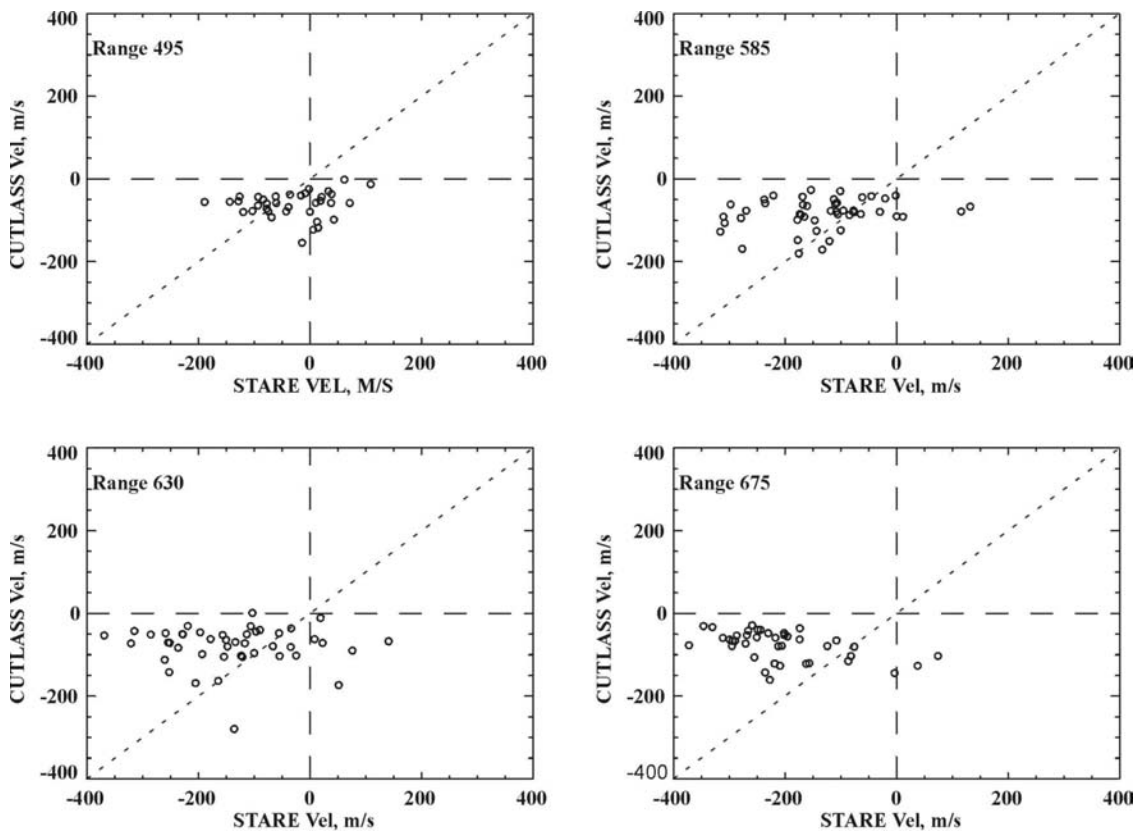 400
Range 495
200
0
-200
-400
CUTLASS Vel, m/s
-400 -200 0 200 400
STARE VEL, M/S
400
Range 585
200
0
-200
-400
CUTLASS Vel, m/s
-400 -200 0 200 400
STARE Vel, m/s
400
Range 630
200
0
-200
-400
CUTLASS Vel, m/s
-400 -200 0 200 400
STARE Vel, m/s
400
Range 675
200
0
-200
-400
CUTLASS Vel, m/s
-400 -200 0 200 400
STARE Vel, m/s